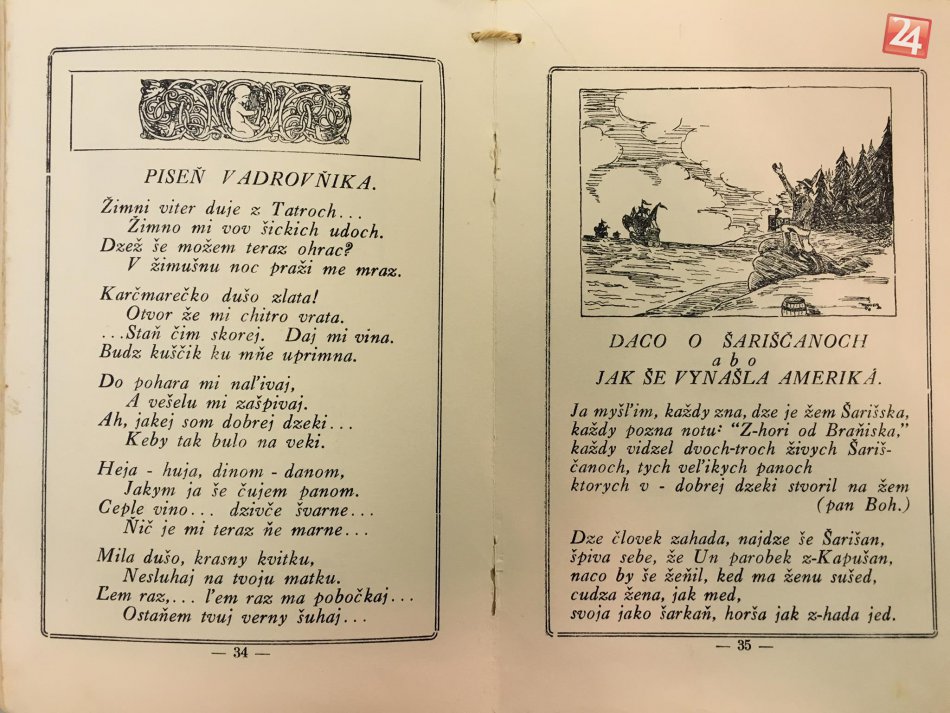 PISEŇ VADROVŇIKA.
Žimni viter duje z Tatroch...
Žimno mi vov šickich udoch.
Dzež še možem teraz ohrac?
V žimušnu noc praži me mraz.
Karčmarečko dušo zlata!
Otvor že mi chitro vrata.
...Staň čim skorej. Daj mi vina.
Budz kuščik ku mňe uprimna.
Do pohara mi naľivaj,
A vešelu mi zašpivaj.
Ah, jakej som dobrej dzeki...
Keby tak bulo na veki.
Heja - huja, dinom - danom,
Jakym ja še čujem panom.
Ceple vino... dzivče švarne...
Ňič je mi teraz ňe marne...
Mila dušo, krasny kvitku,
Nesluhaj na tvoju matku.
Ľem raz,... ľem raz ma pobočkaj...
Ostaňem tvuj verny šuhaj...
— 34 —
24
DACO O ŠARIŠČANOCH
abo
JAK ŠE VYNAŠLA AMERIKÁ.
Ja myšľim, každy zna, dze je žem Šarišska,
každy pozna notu: “Z-hori od Braňiska,”
každy vidzel dvoch-troch živych Šariš-
čanoch, tych veľikych panoch
ktorych v - dobrej dzeki stvoril na žem
(pan Boh.)
Dze človek zahada, najdze še Šarišan,
špiva sebe, že Un parobek z-Kapušan,
naco by še žeňil, ked ma ženu sušed,
cudza žena, jak med,
svoja jako šarkaň, horša jak z-hada jed.
— 35 —